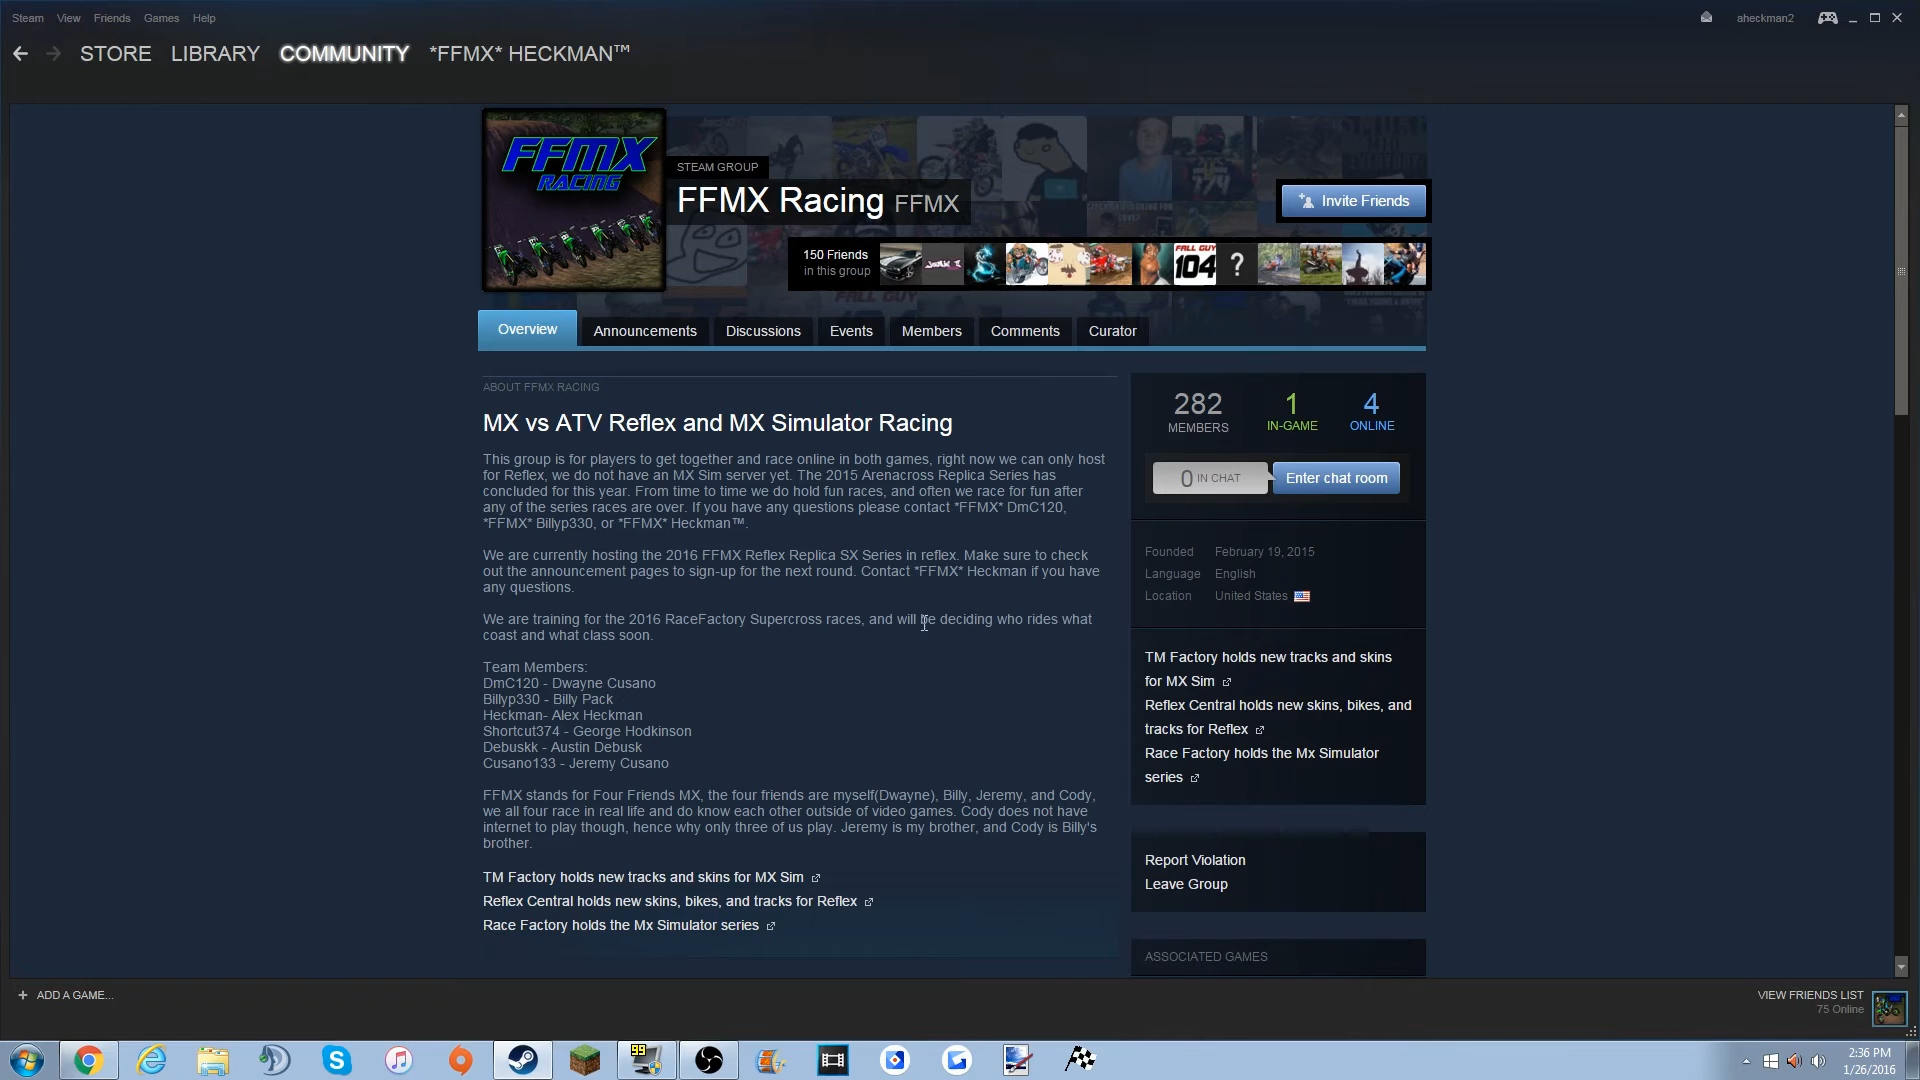 Steam View Friends Games Help
aheckman2
STORE LIBRARY COMMUNITY *FFMX* HECKMAN™
FFMX
RACING
STEAM GROUP
FFMX Racing FFMX
Invite Friends
150 Friends
in this group
FALL GUY
104
?
FALL GUY
Overview Announcements Discussions Events Members Comments Curator
ABOUT FFMX RACING
MX vs ATV Reflex and MX Simulator Racing
This group is for players to get together and race online in both games, right now we can only host
for Reflex, we do not have an MX Sim server yet. The 2015 Arenacross Replica Series has
concluded for this year. From time to time we do hold fun races, and often we race for fun after
any of the series races are over. If you have any questions please contact *FFMX* DmC120,
*FFMX* Billyp330, or *FFMX* Heckman™.
We are currently hosting the 2016 FFMX Reflex Replica SX Series in reflex. Make sure to check
out the announcement pages to sign-up for the next round. Contact *FFMX* Heckman if you have
any questions.
We are training for the 2016 RaceFactory Supercross races, and will be deciding who rides what
coast and what class soon.
Team Members:
DmC120 - Dwayne Cusano
Billyp330 - Billy Pack
Heckman- Alex Heckman
Shortcut374 - George Hodkinson
Debuskk - Austin Debusk
Cusano133 - Jeremy Cusano
FFMX stands for Four Friends MX, the four friends are myself(Dwayne), Billy, Jeremy, and Cody,
we all four race in real life and do know each other outside of video games. Cody does not have
internet to play though, hence why only three of us play. Jeremy is my brother, and Cody is Billy's
brother.
TM Factory holds new tracks and skins for MX Sim
Reflex Central holds new skins, bikes, and tracks for Reflex
Race Factory holds the Mx Simulator series
282 1 4
MEMBERS IN-GAME ONLINE
0 IN CHAT Enter chat room
Founded February 19, 2015
Language English
Location United States
TM Factory holds new tracks and skins
for MX Sim
Reflex Central holds new skins, bikes, and
tracks for Reflex
Race Factory holds the Mx Simulator
series
Report Violation
Leave Group
ASSOCIATED GAMES
+ ADD A GAME...
VIEW FRIENDS LIST
75 Online
99
2:36 PM
1/26/2016